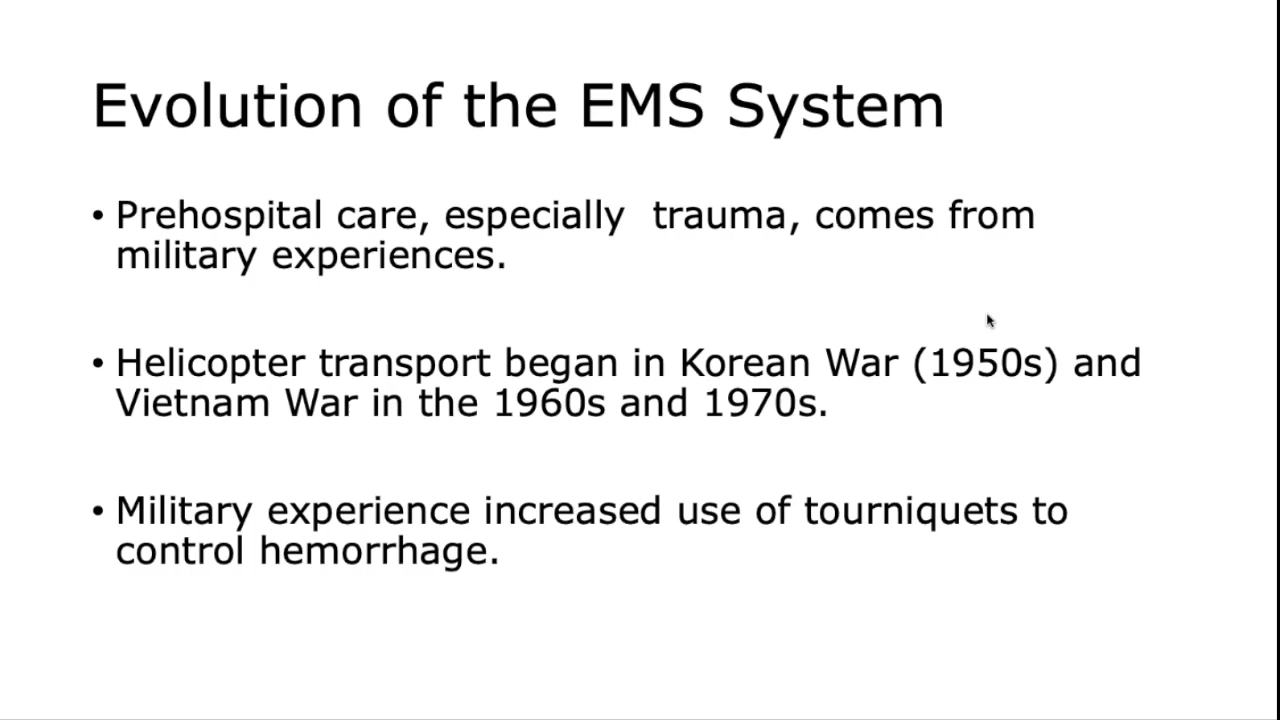 Evolution of the EMS System
• Prehospital care, especially  trauma, comes from
military experiences.
• Helicopter transport began in Korean War (1950s) and
Vietnam War in the 1960s and 1970s.
• Military experience increased use of tourniquets to
control hemorrhage.